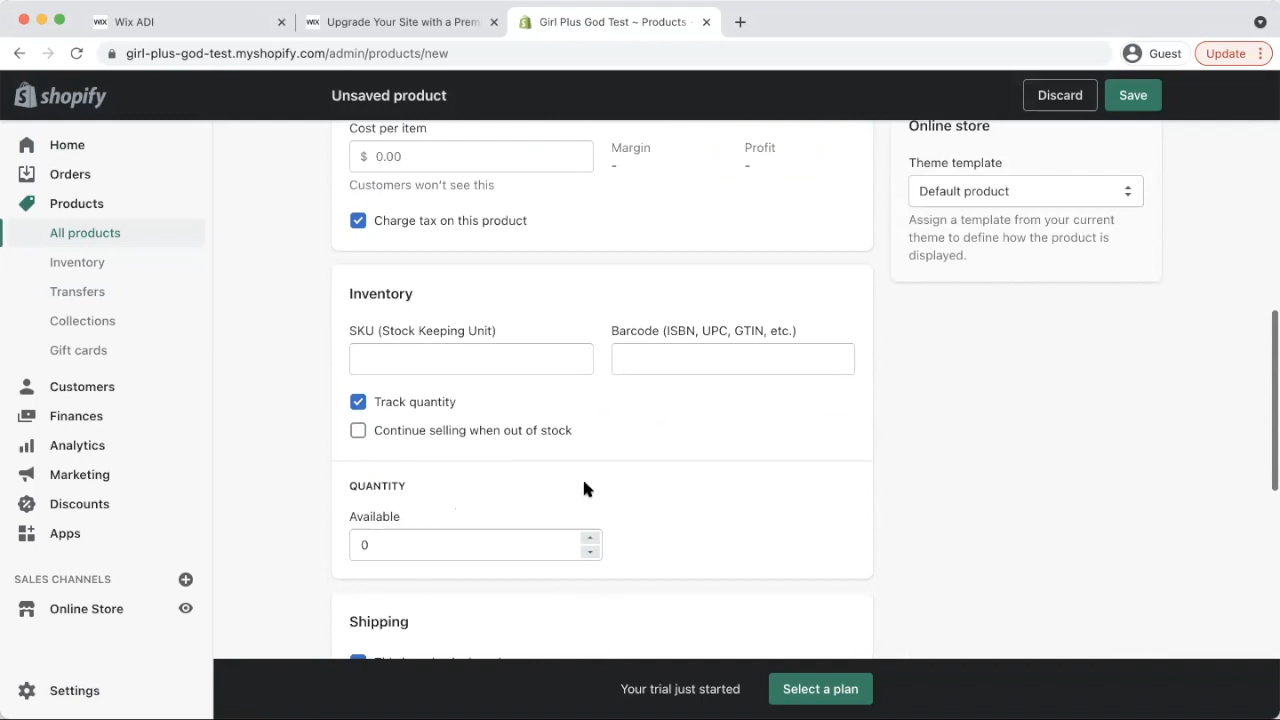 WiX Wix ADI
WiX Upgrade Your Site with a Prem
Girl Plus God Test ~ Products ·
girl-plus-god-test.myshopify.com/admin/products/new
Guest
Update
shopify
Unsaved product
Discard
Save
Home
Orders
Products
All products
Inventory
Transfers
Collections
Gift cards
Customers
Finances
Analytics
Marketing
Discounts
Apps
SALES CHANNELS
Online Store
Settings
Cost per item
$ 0.00
Margin
-
Profit
-
Customers won't see this
Charge tax on this product
Inventory
SKU (Stock Keeping Unit)
Barcode (ISBN, UPC, GTIN, etc.)
Track quantity
Continue selling when out of stock
QUANTITY
Available
0
Shipping
Online store
Theme template
Default product
Assign a template from your current
theme to define how the product is
displayed.
Your trial just started
Select a plan